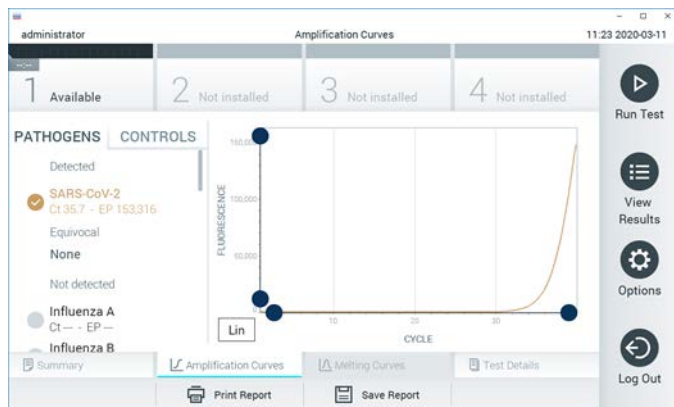 administrator
Amplification Curves
11:23 2020-03-11
1 Available
2 Not installed
3 Not installed
4 Not installed
Run Test
View
Results
Options
Log Out
PATHOGENS CONTROLS
Detected
SARS-CoV-2
Ct 35.7 - EP 153,316
Equivocal
None
Not detected
Influenza A
Ct --- - EP ---
Influenza B
FLUORESCENCE
100,000
50,000
10
20
30
CYCLE
Lin
Summary
Amplification Curves
Melting Curves
Test Details
Print Report
Save Report